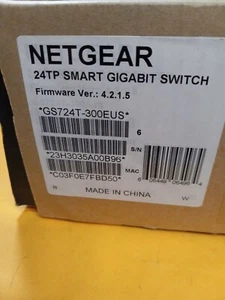 NETGEAR
24TP SMART GIGABIT SWITCH
Firmware Ver.: 4.2.1.5
*GS724T-300EUS*
6
S/N
*23H3035A00B96*
MAC
*C03F0E7FBD50*
MADE IN CHINA
W